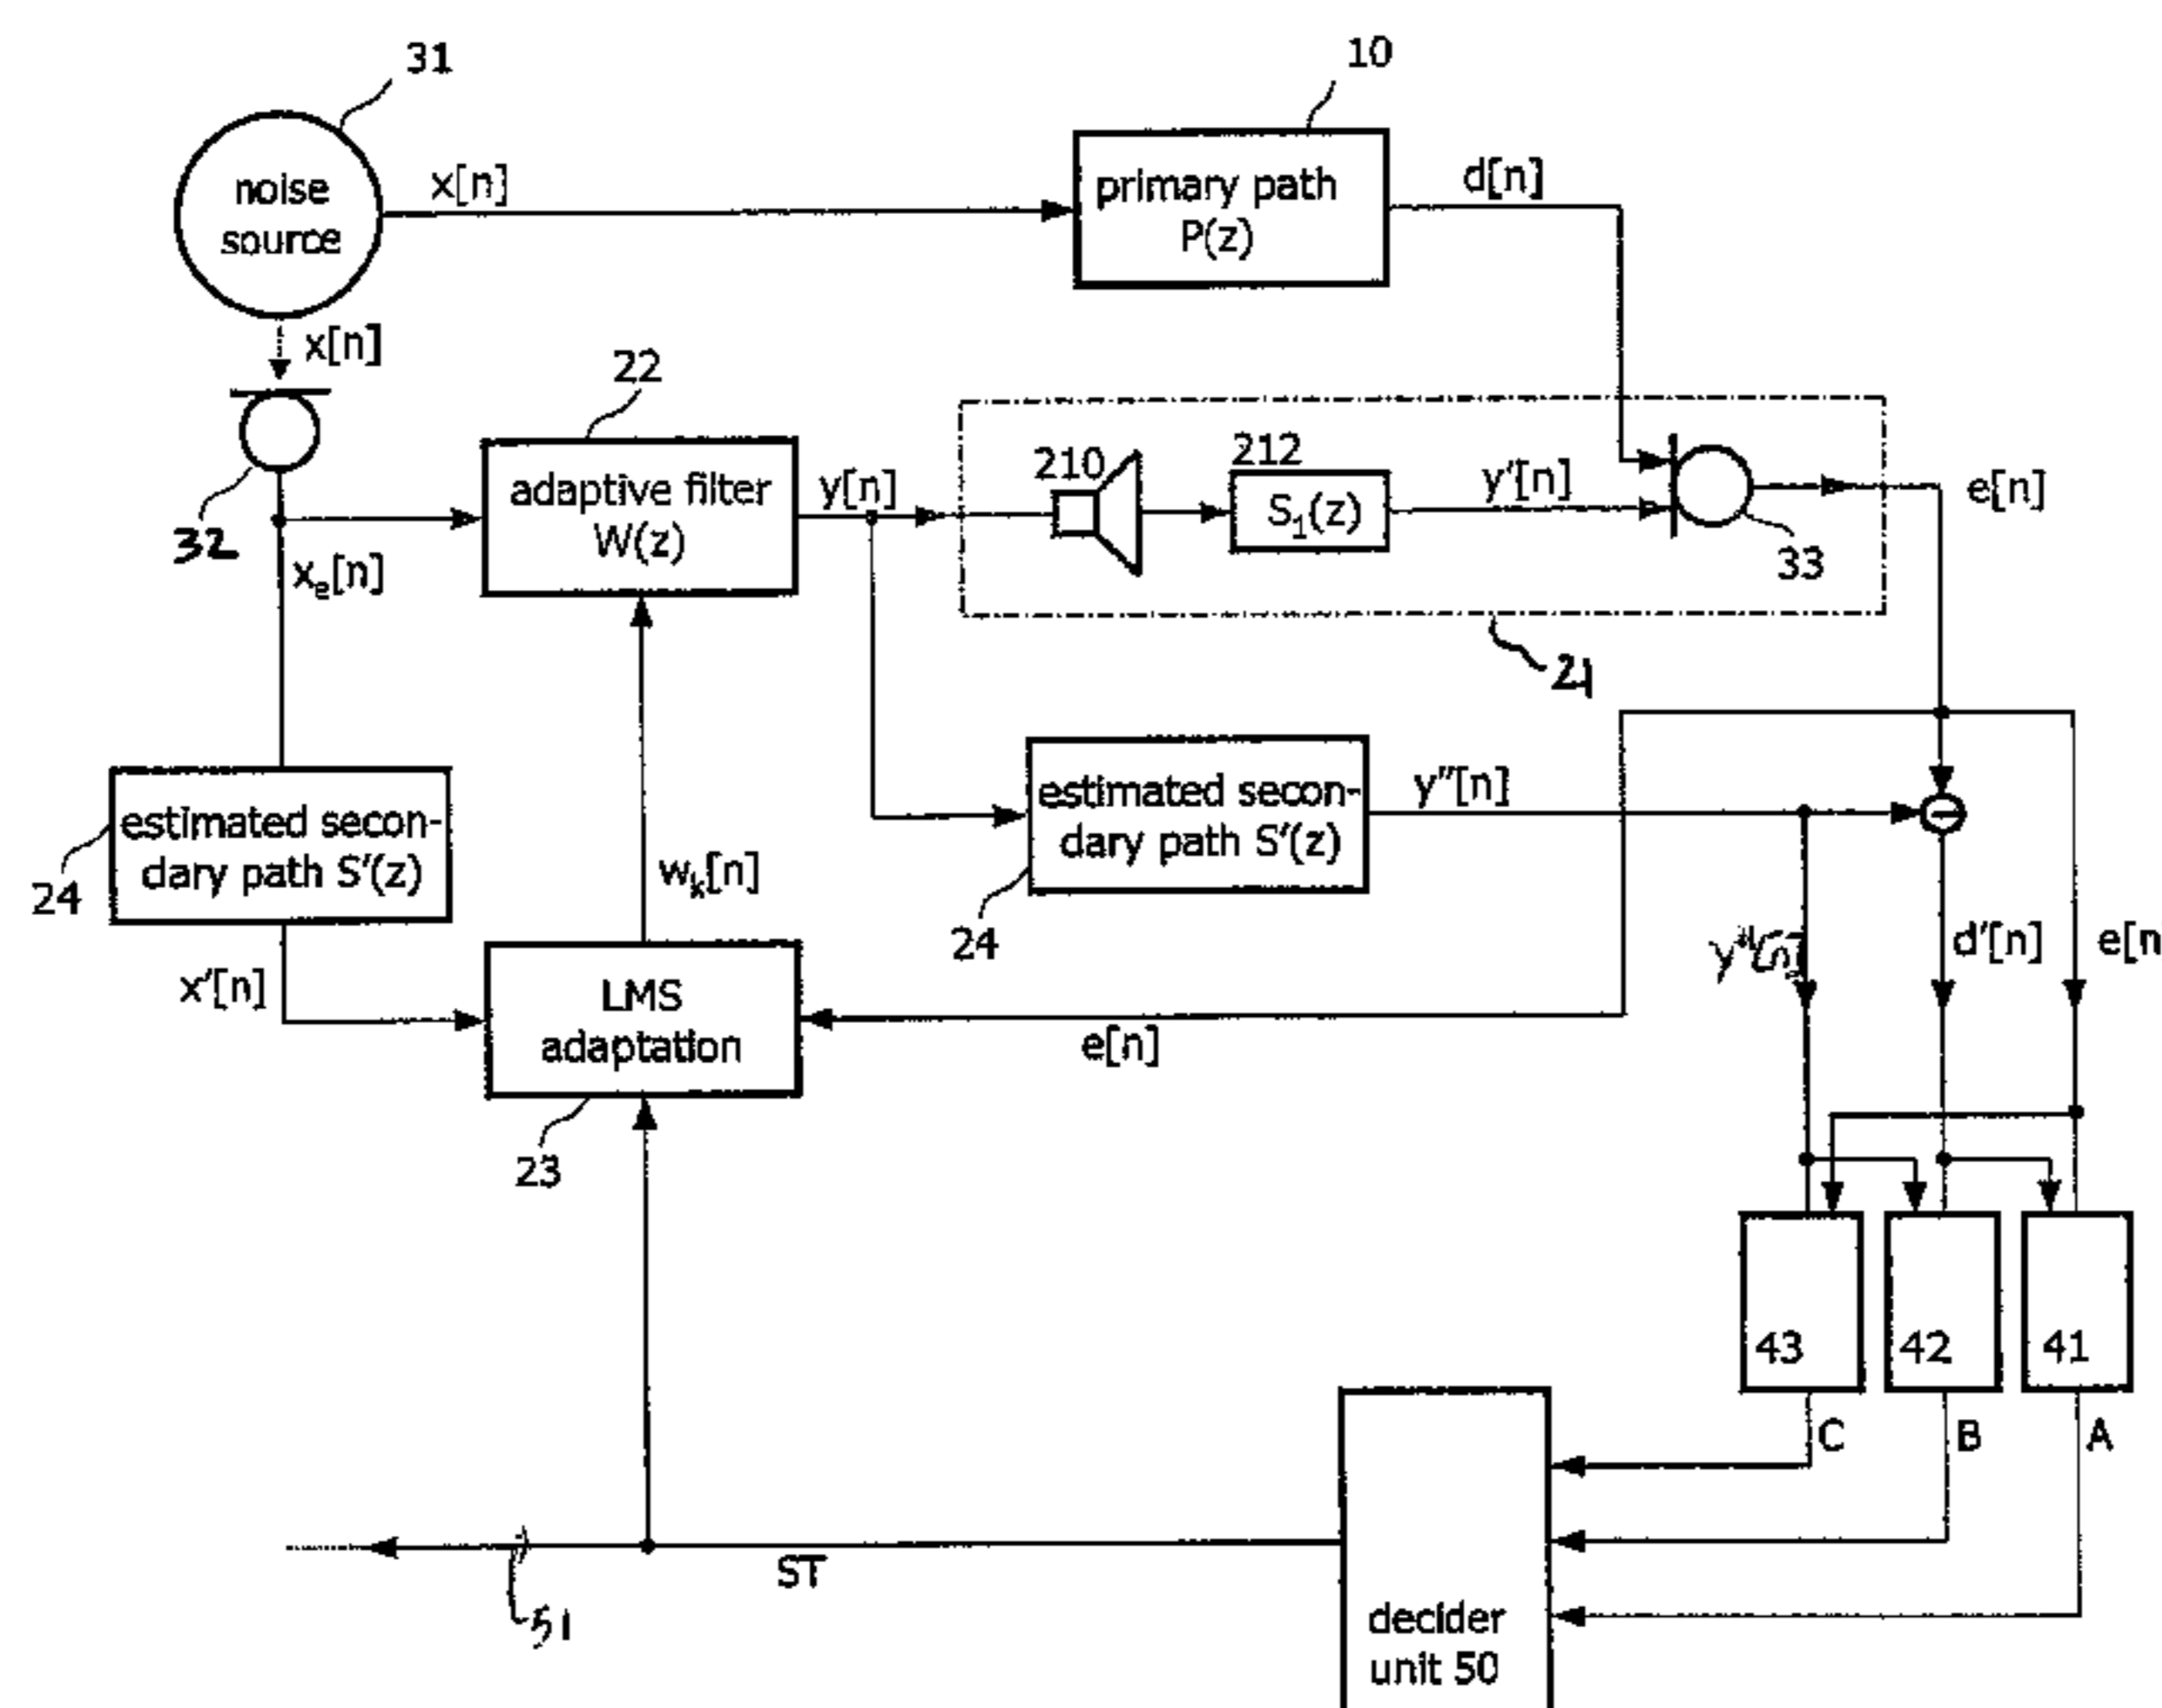 31
10
noise
source
x[n]
primary path
P(z)
d[n]
x[n]
22
32
adaptive filter
W(z)
y[n]
210
212
S₁(z)
y'[n]
33
e[n]
xₑ[n]
21
estimated secon-
dary path S'(z)
24
estimated secon-
dary path S'(z)
24
y"[n]
wₖ[n]
x'[n]
LMS
adaptation
23
e[n]
d'[n]
e[n
43
42
41
C
B
A
ST
51
decider
unit 50